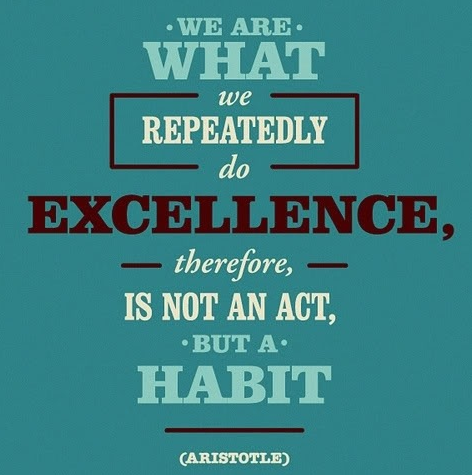 ·WE ARE·
WHAT
we
REPEATEDLY
do
EXCELLENCE,
therefore,
IS NOT AN ACT,
·BUT A·
HABIT
(ARISTOTLE)